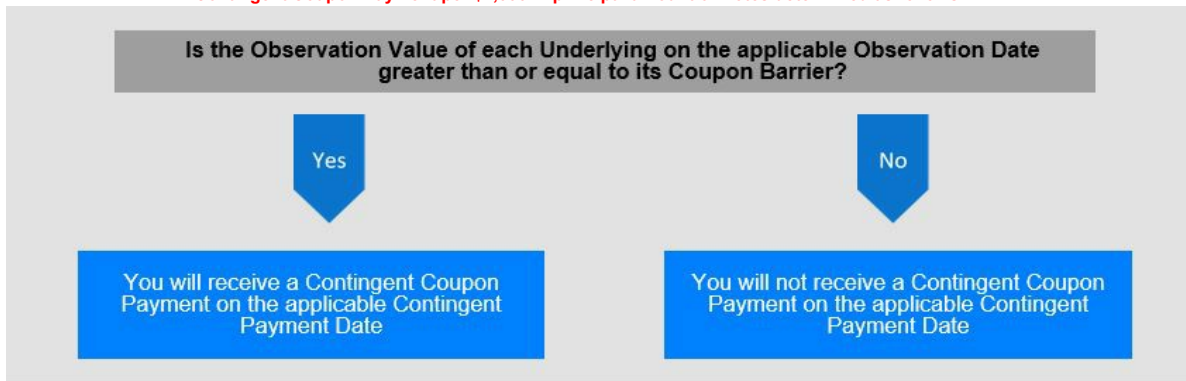 Is the Observation Value of each Underlying on the applicable Observation Date
greater than or equal to its Coupon Barrier?
Yes
No
You will receive a Contingent Coupon
Payment on the applicable Contingent
Payment Date
You will not receive a Contingent Coupon
Payment on the applicable Contingent
Payment Date